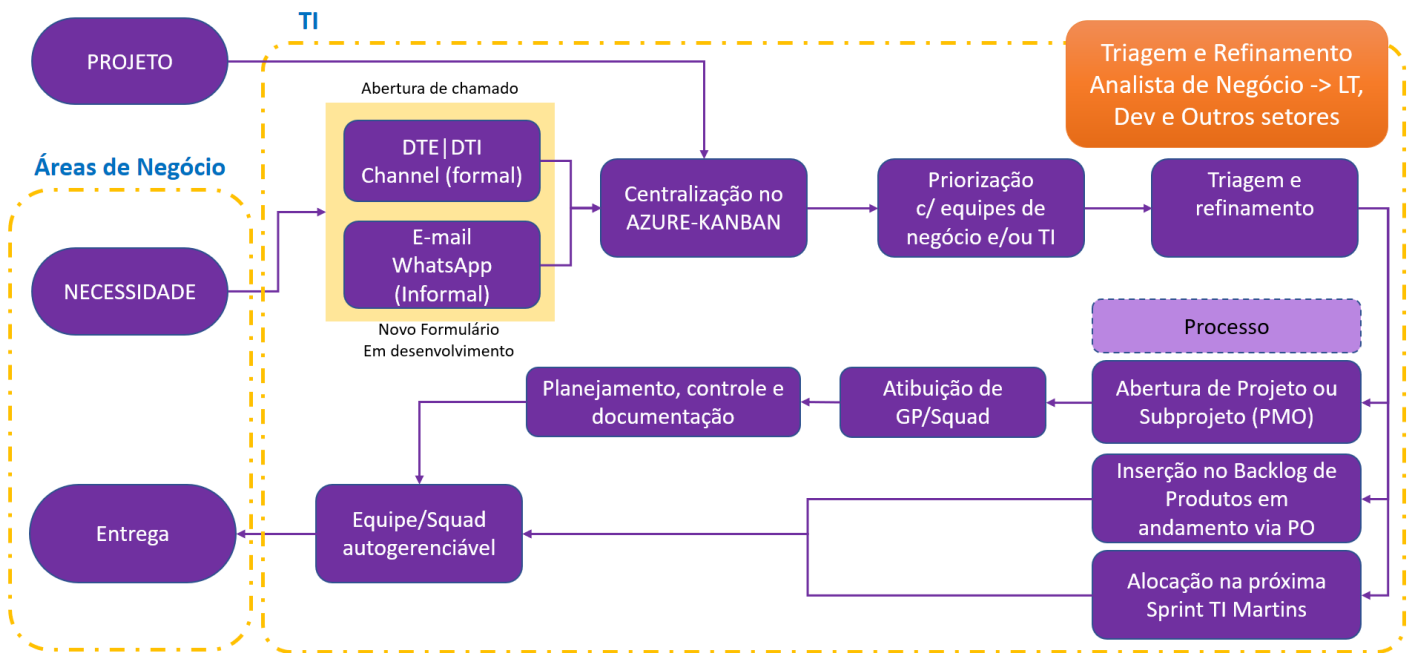 TI
PROJETO
Triagem e Refinamento
Analista de Negócio -> LT,
Dev e Outros setores
Abertura de chamado
DTE|DTI
Channel (formal)
Áreas de Negócio
Centralização no
AZURE-KANBAN
Priorização
c/ equipes de
negócio e/ou TI
Triagem e
refinamento
E-mail
WhatsApp
(Informal)
NECESSIDADE
Novo Formulário
Em desenvolvimento
Processo
Planejamento, controle e
documentação
Atibuição de
GP/Squad
Abertura de Projeto ou
Subprojeto (PMO)
Inserção no Backlog de
Produtos em
andamento via PO
Entrega
Equipe/Squad
autogerenciável
Alocação na próxima
Sprint TI Martins